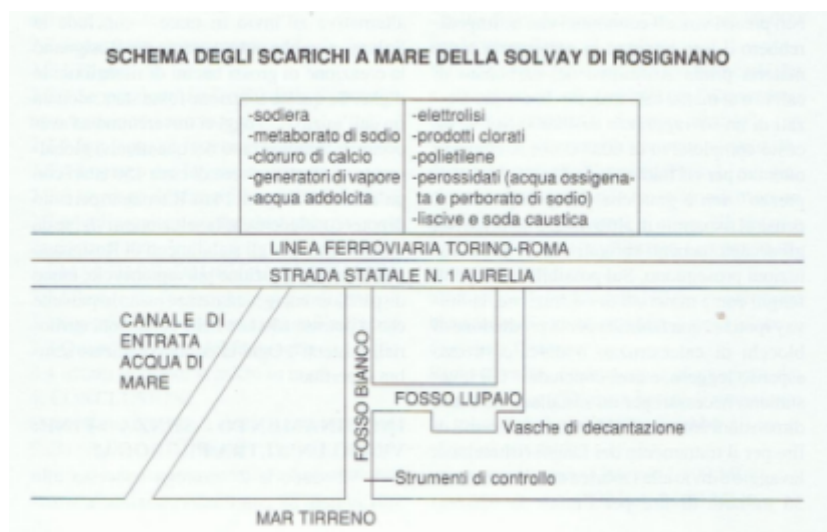 SCHEMA DEGLI SCARICHI A MARE DELLA SOLVAY DI ROSIGNANO
-sodiera
-metaborato di sodio
-cloruro di calcio
-generatori di vapore
-acqua addolcita
-elettrolisi
-prodotti clorati
-polietilene
-perossidati (acqua ossigena-
ta e perborato di sodio)
-liscive e soda caustica
LINEA FERROVIARIA TORINO-ROMA
STRADA STATALE N. 1 AURELIA
CANALE DI
ENTRATA
ACQUA DI
MARE
FOSSO BIANCO
FOSSO LUPAIO
Vasche di decantazione
Strumenti di controllo
MAR TIRRENO